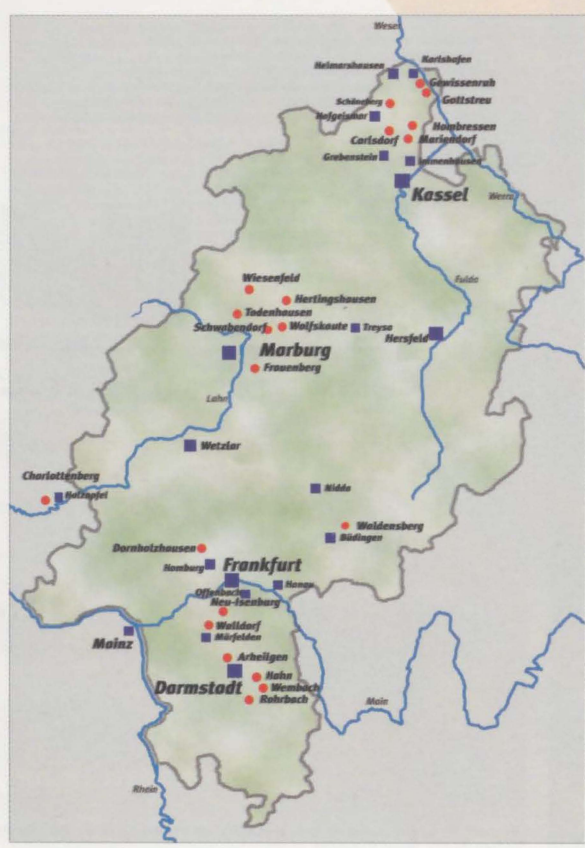 Weser
Karlshafen
Helmarshausen
Gewissenruh
Gottstreu
Schöneberg
Hofgeismar
Hombressen
Carlsdorf
Mariendorf
Grebenstein
Immenhausen
Kassel
Werra
Wiesenfeld
Fulda
Hertingshausen
Todenhausen
Schwabendorf
Wolfskaute
Treysa
Hersfeld
Marburg
Frauenberg
Lahn
Wetzlar
Charlottenberg
Holzapfel
Nidda
Waldensberg
Büdingen
Dornholzhausen
Homburg
Frankfurt
Hanau
Offenbach
Neu-Isenburg
Walldorf
Mörfelden
Mainz
Arheilgen
Hahn
Darmstadt
Wembach
Rohrbach
Main
Rhein